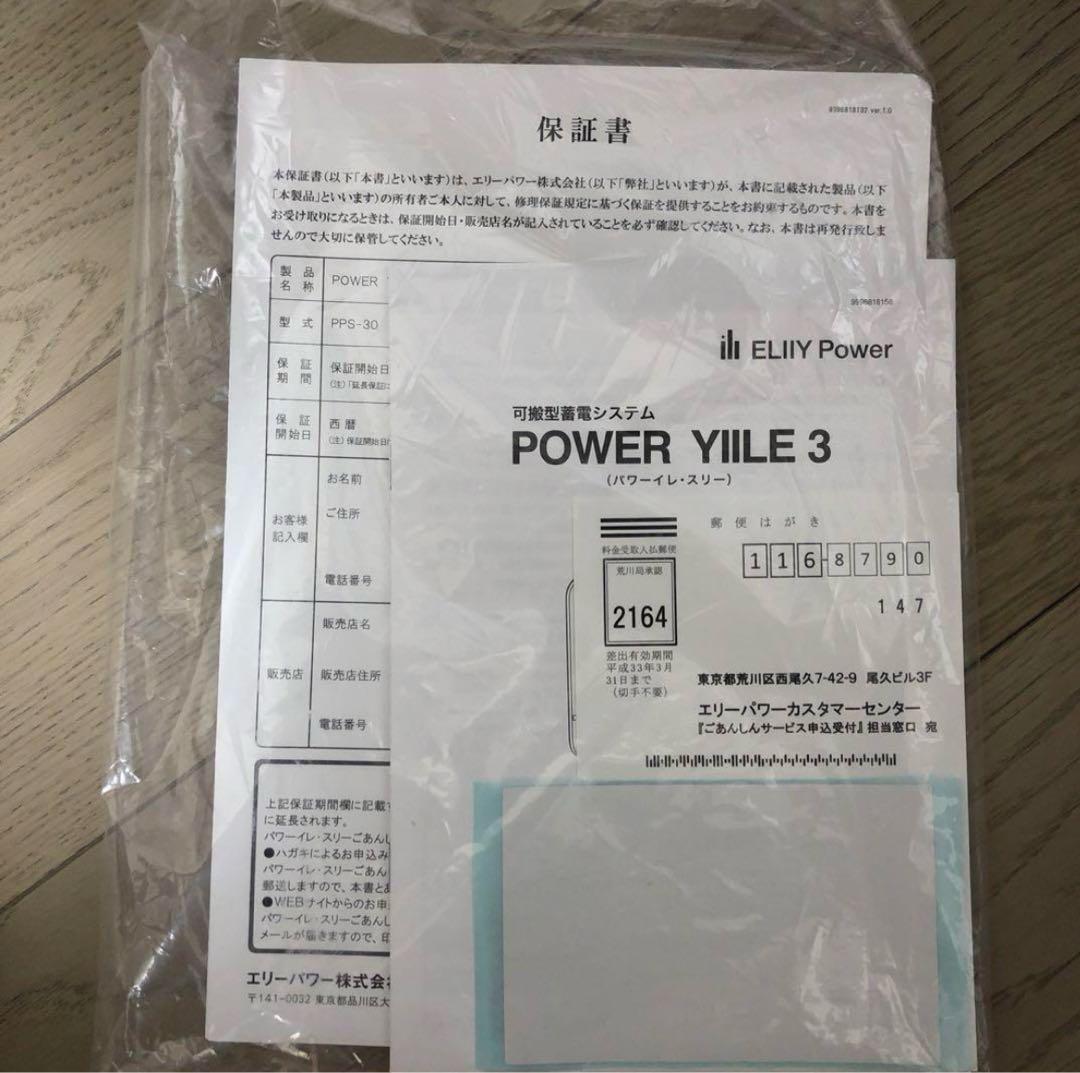 9996818137 ver.1.0
保証書
本保証書(以下「本書」といいます)は、エリーパワー株式会社(以下「弊社」といいます)が、本書に記載された製品(以下
「本製品」といいます)の所有者ご本人に対して、修理保証規定に基づく保証を提供することをお約束するものです。本書を
お受け取りになるときは、保証開始日・販売店名が記入されていることを必ず確認してください。なお、本書は再発行致しま
せんので大切に保管してください。
製品名称
POWER
型式
PPS-30
保証期間
保証開始日
(注)「延長保証に
保証開始日
西暦
(注)保証開始日
お客様記入欄
お名前
ご住所
電話番号
販売店
販売店名
販売店住所
電話番号
上記保証期間欄に記載
に延長されます。
パワーイレ・スリーごあんし
●ハガキによるお申込み
パワーイレ・スリーごあん
郵送しますので、本書と
●WEBサイトからのお申
パワーイレ・スリーごあんし
メールが届きますので、印
エリーパワー株式会社
〒141-0032 東京都品川区大
9996818156
ELIIY Power
可搬型蓄電システム
POWER YIILE 3
(パワーイレ・スリー)
郵便はがき
料金受取人払郵便
荒川局承認
2164
差出有効期間
平成33年3月
31日まで
(切手不要)
116-8790
147
東京都荒川区西尾久7-42-9 尾久ビル3F
エリーパワーカスタマーセンター
『ごあんしんサービス申込受付』担当窓口 宛